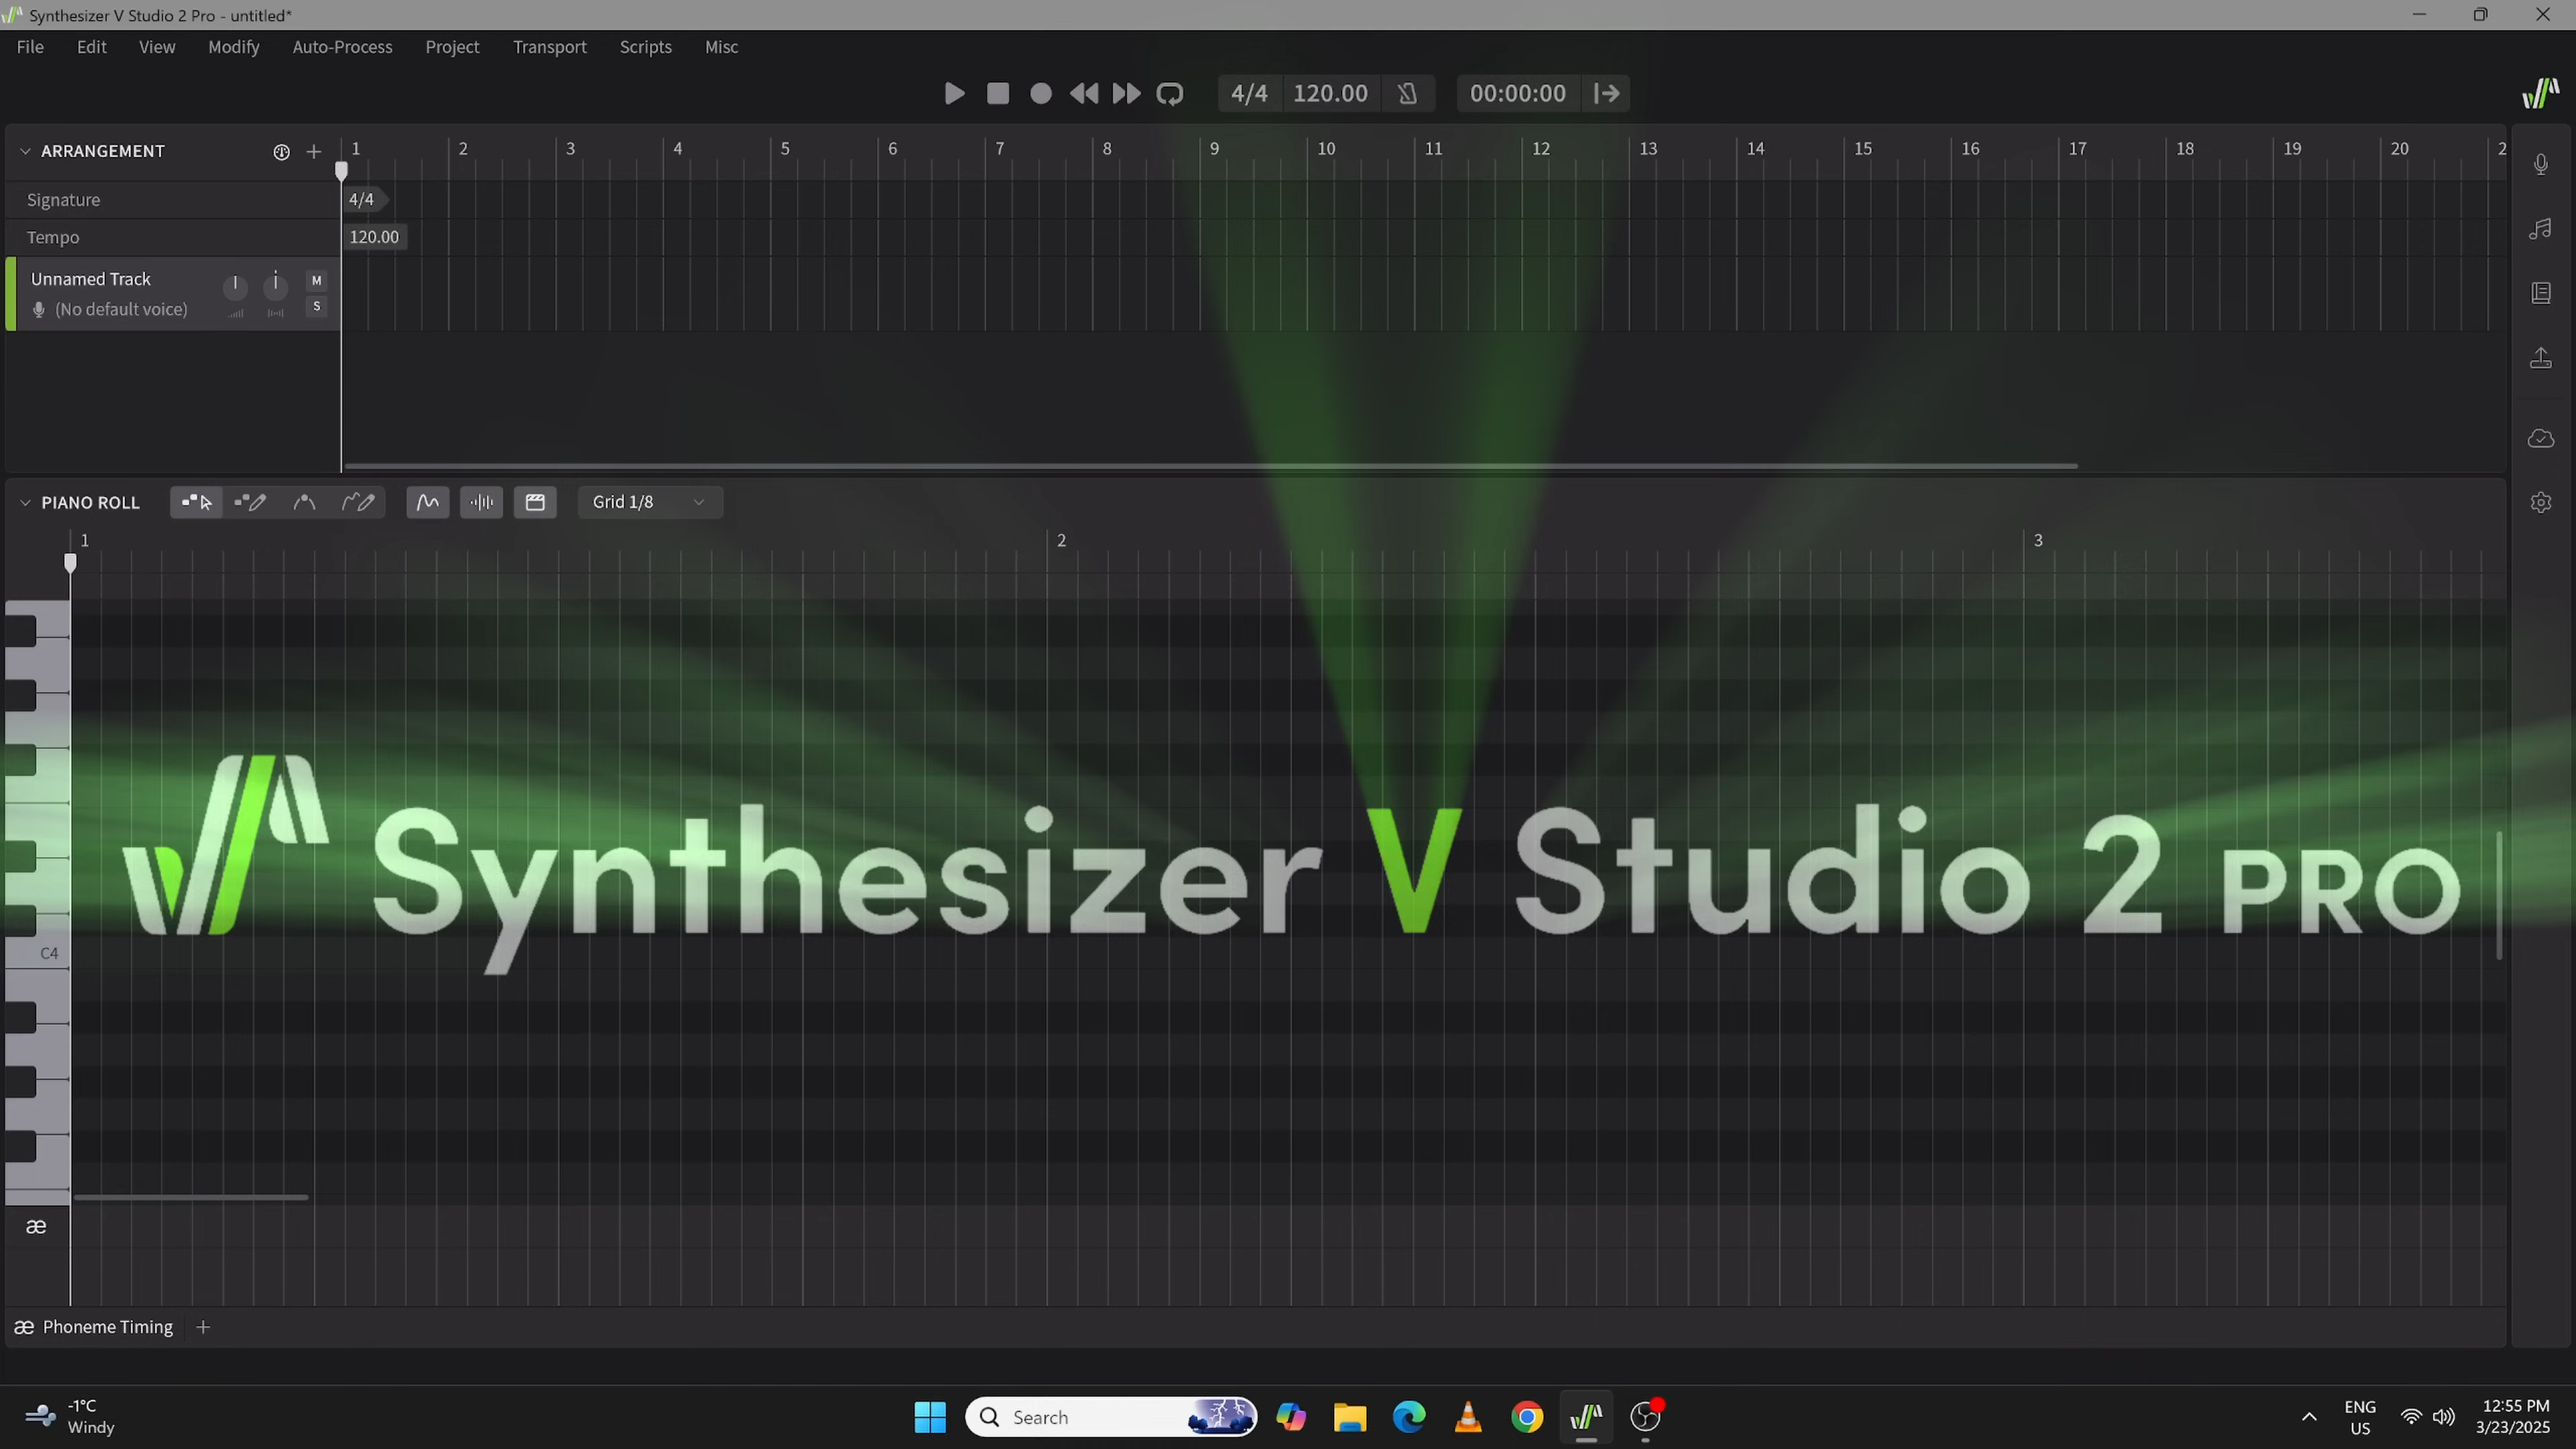 Synthesizer V Studio 2 Pro - untitled*
File Edit View Modify Auto-Process Project Transport Scripts Misc
4/4 120.00 00:00:00
ARRANGEMENT 1 2 3 4 5 6 7 8 9 10 11 12 13 14 15 16 17 18 19 20 2
Signature 4/4
Tempo 120.00
Unnamed Track M
(No default voice) S
PIANO ROLL Grid 1/8
1 2 3
Synthesizer V Studio 2 PRO
C4
æ
æ Phoneme Timing +
-1°C
Windy
Search
ENG
US
12:55 PM
3/23/2025